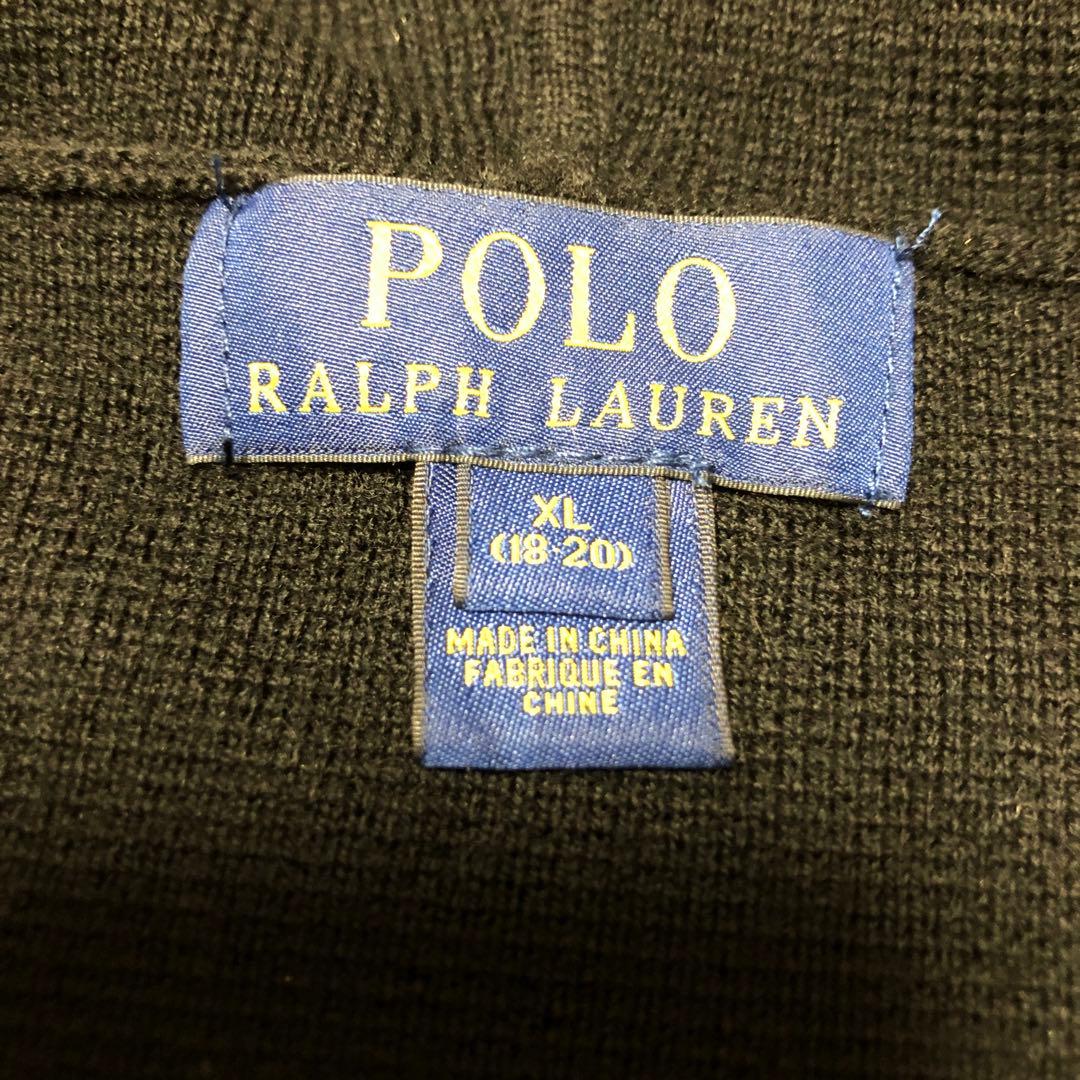 POLO
RALPH LAUREN
XL
(18-20)
MADE IN CHINA
FABRIQUE EN
CHINE